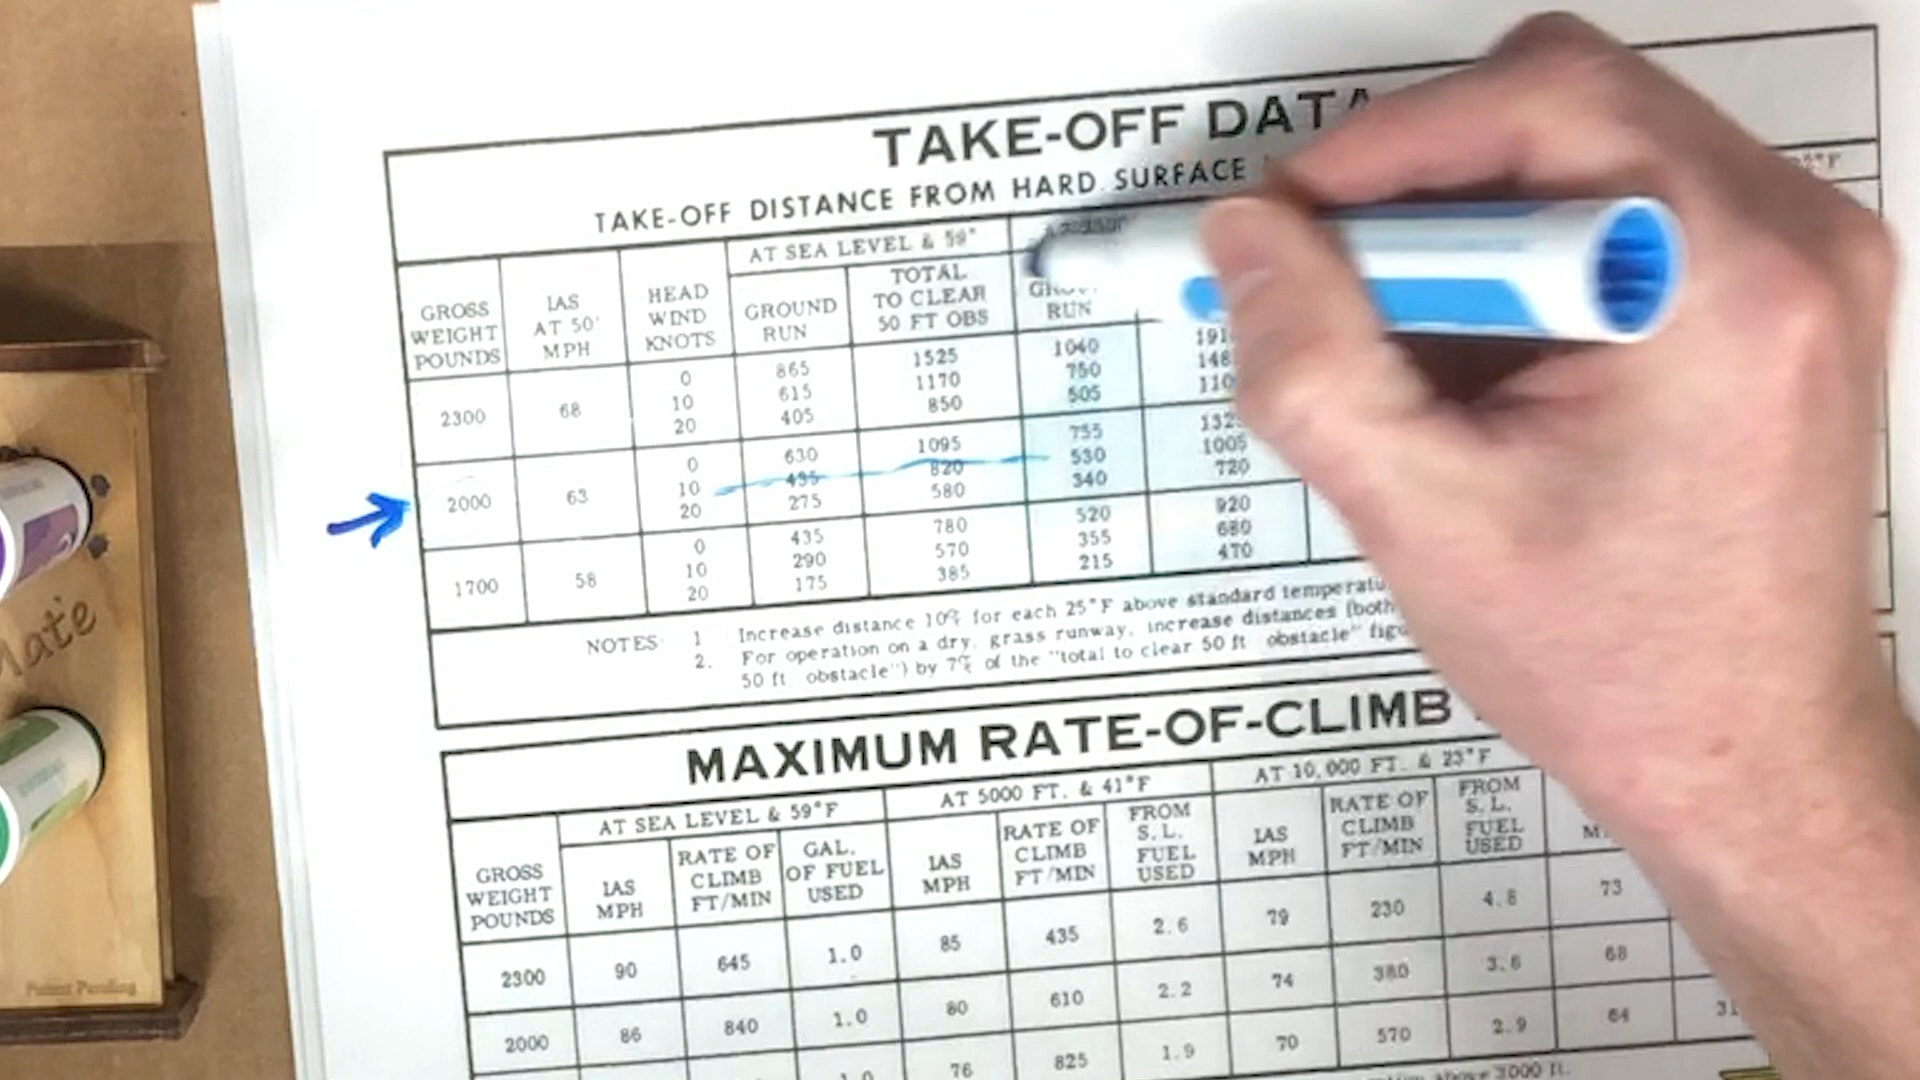 TAKE-OFF DATA
TAKE-OFF DISTANCE FROM HARD SURFACE
GROSS WEIGHT POUNDS
IAS AT 50' MPH
HEAD WIND KNOTS
AT SEA LEVEL & 59°
GROUND RUN
TOTAL TO CLEAR 50 FT OBS
RUN
2300 68 0 865 1525 1040
10 615 1170 750
20 405 850 505
2000 63 0 630 1095 755
10 435 820 530 1005
20 275 580 340 720
1700 58 0 435 780 520 920
10 290 570 355 680
20 175 385 215 470
NOTES: 1 Increase distance 10% for each 25°F above standard
2. For operation on a dry, grass runway, increase distances (both
50 ft obstacle") by 7% of the "total to clear 50 ft obstacle"
MAXIMUM RATE-OF-CLIMB
GROSS WEIGHT POUNDS
AT SEA LEVEL & 59°F
AT 5000 FT. & 41°F
AT 10,000 FT. & 23°F
IAS MPH
RATE OF CLIMB FT/MIN
GAL. OF FUEL USED
IAS MPH
RATE OF CLIMB FT/MIN
FROM S. L. FUEL USED
IAS MPH
RATE OF CLIMB FT/MIN
FROM S. L. FUEL USED
2300 90 645 1.0 85 435 2.6 79 230 4.8 73
2000 86 840 1.0 80 610 2.2 74 380 3.6 68
76 825 1.9 70 570 2.9 64
Mate
Patent Pending